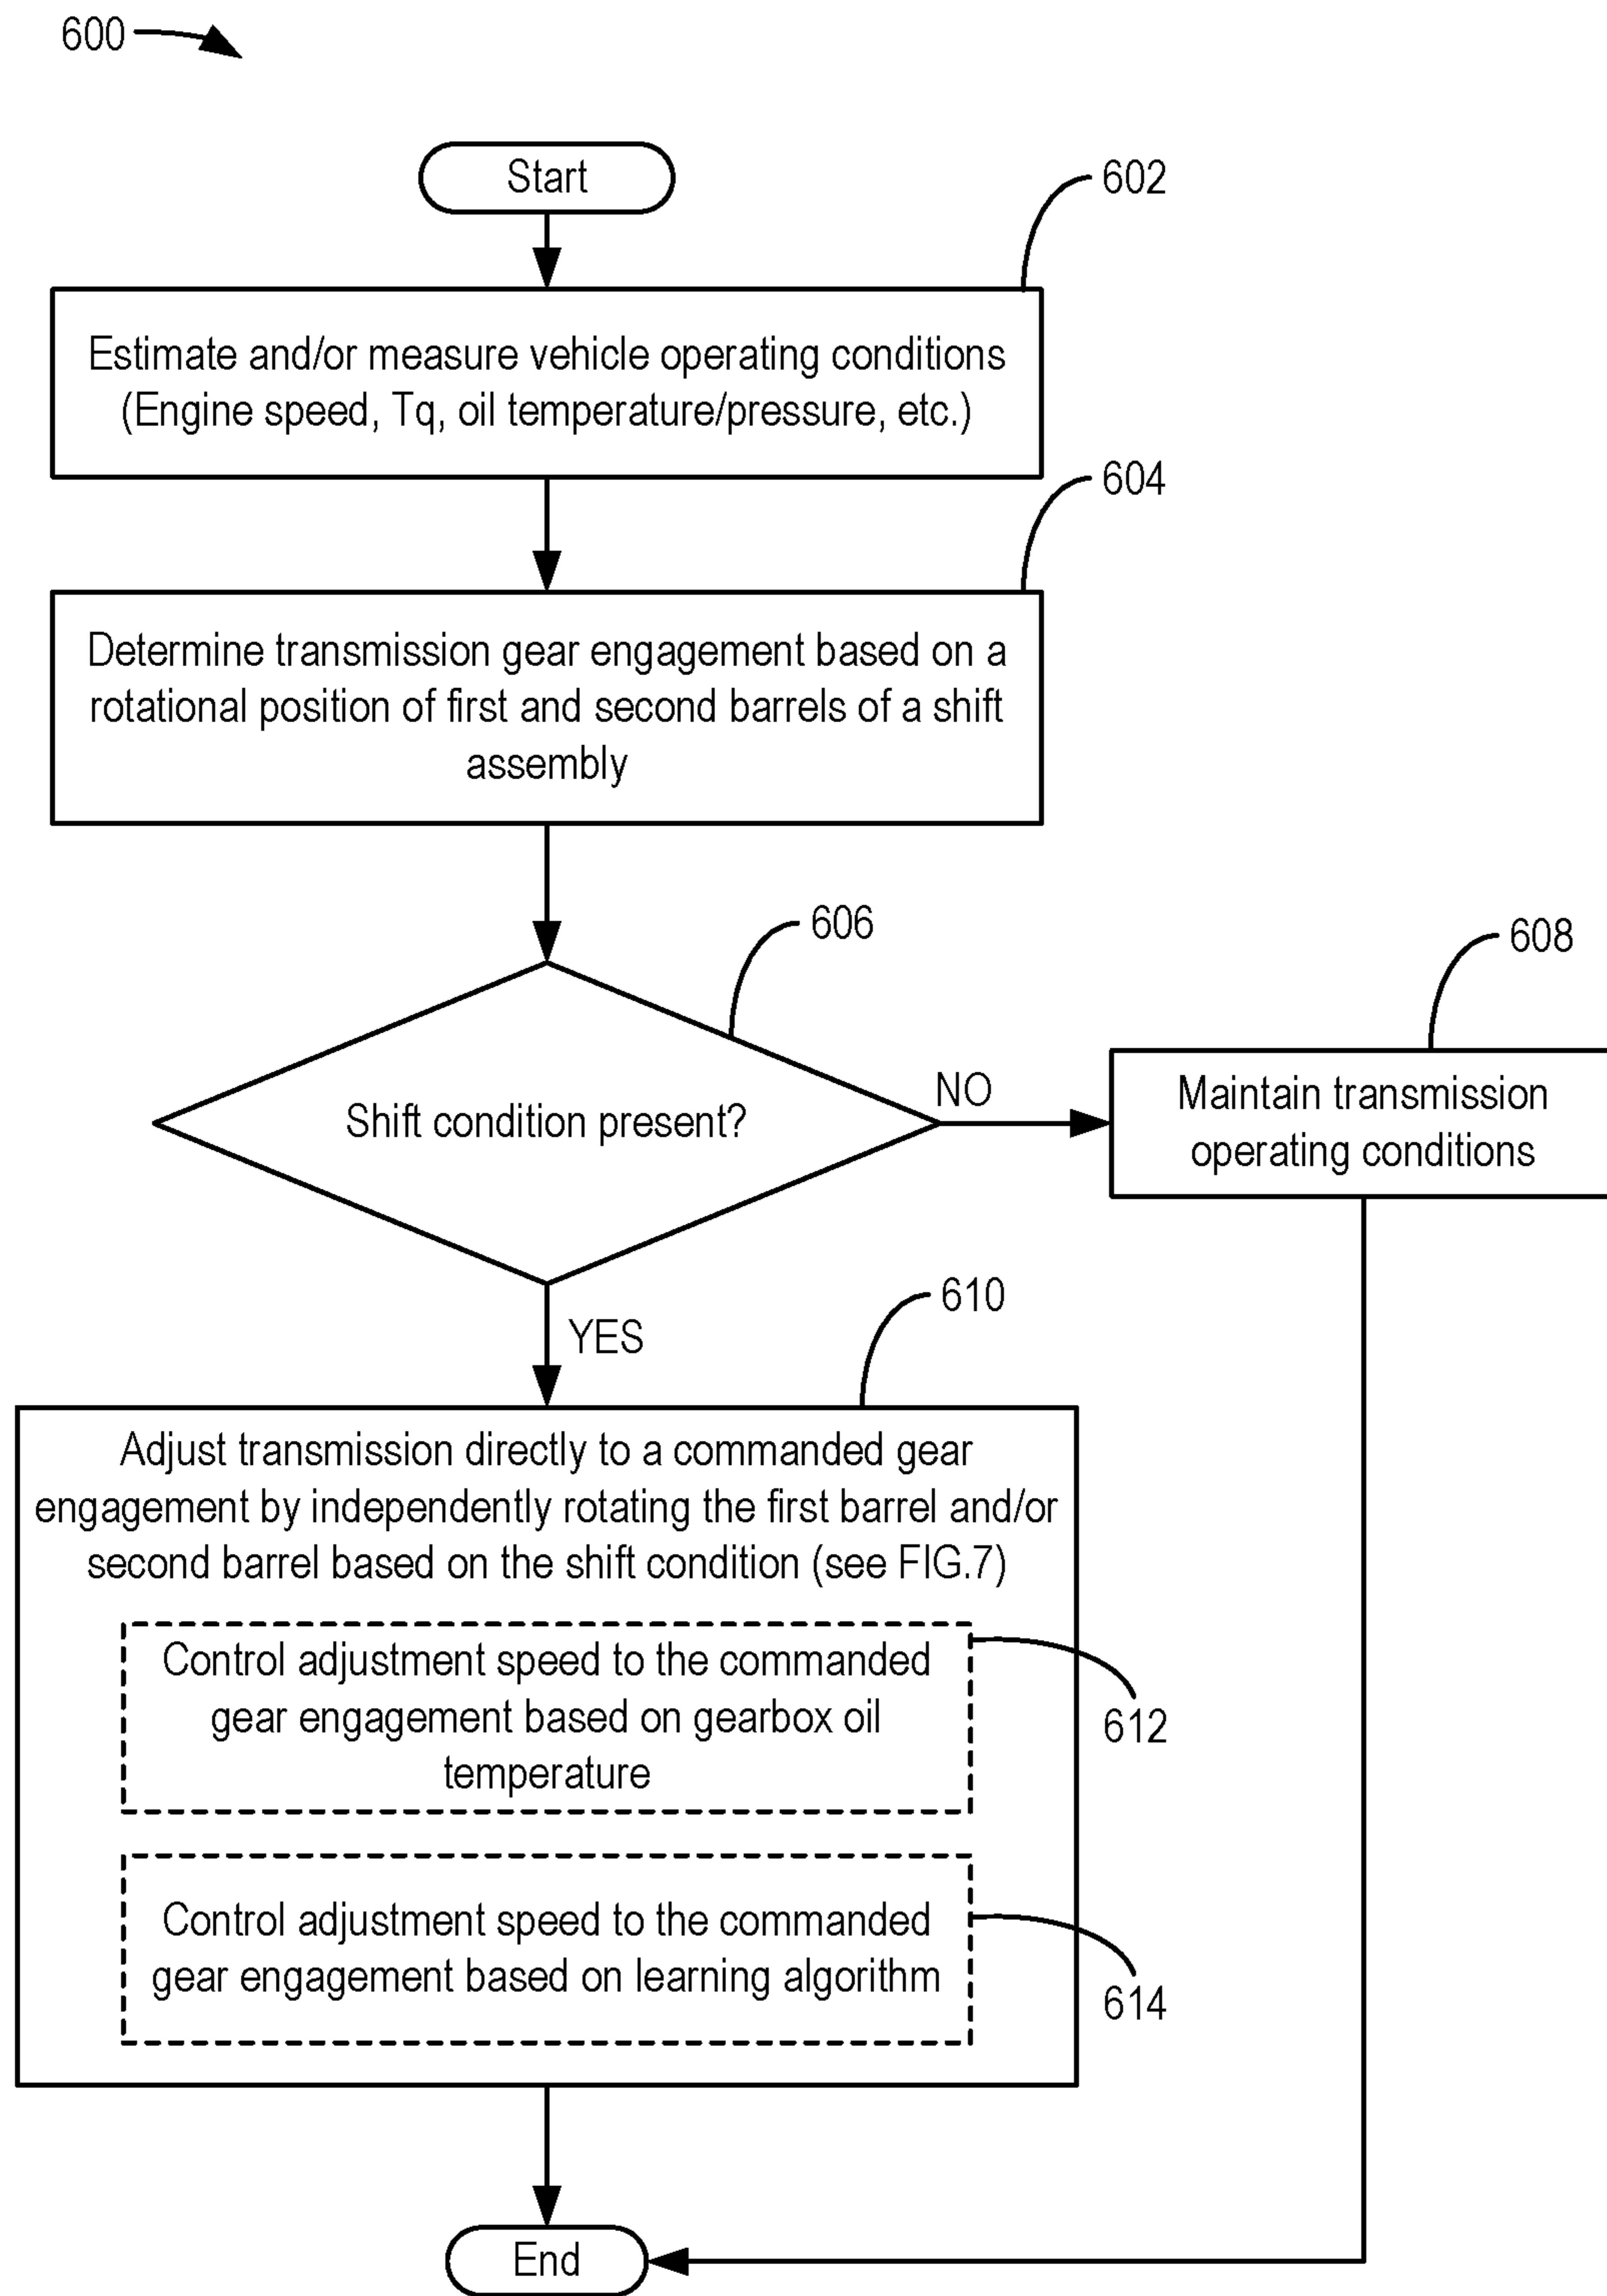 600
Start
602
Estimate and/or measure vehicle operating conditions
(Engine speed, Tq, oil temperature/pressure, etc.)
604
Determine transmission gear engagement based on a
rotational position of first and second barrels of a shift
assembly
606
Shift condition present?
NO
608
Maintain transmission
operating conditions
YES
610
Adjust transmission directly to a commanded gear
engagement by independently rotating the first barrel and/or
second barrel based on the shift condition (see FIG.7)
Control adjustment speed to the commanded
gear engagement based on gearbox oil
temperature
612
Control adjustment speed to the commanded
gear engagement based on learning algorithm
614
End